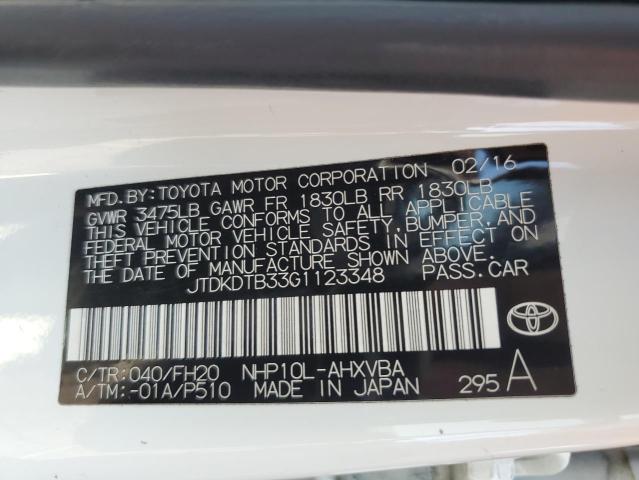 MFD.BY:TOYOTA MOTOR CORPORATION 02/16
GVWR 3475LB GAWR FR 1830LB RR 1830LB
THIS VEHICLE CONFORMS TO ALL APPLICABLE
FEDERAL MOTOR VEHICLE SAFETY,BUMPER,AND
THEFT PREVENTION STANDARDS IN EFFECT ON
THE DATE OF MANUFACTURE SHOWN ABOVE.
JTDKDTB33G1123348 PASS.CAR
C/TR:040/FH20 NHP10L-AHXVBA
A/TM:-01A/P510 MADE IN JAPAN 295 A